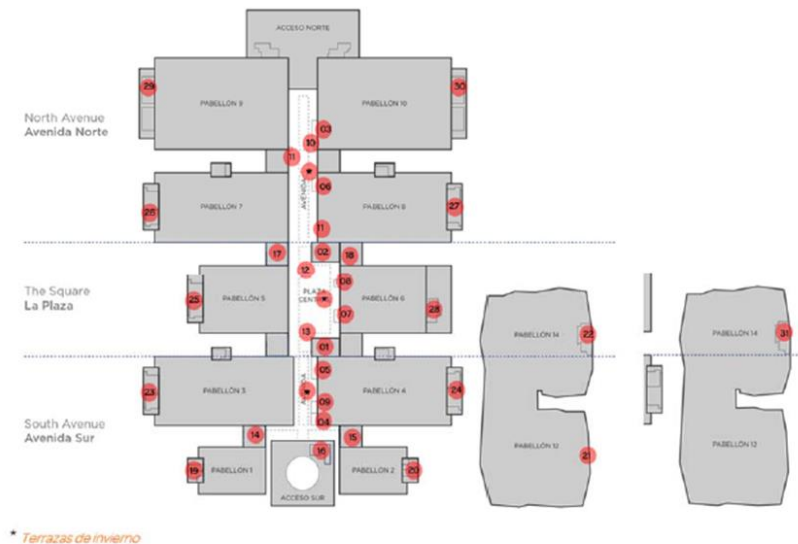 ACCESO NORTE
29
30
PABELLÓN 9
PABELLÓN 10
North Avenue
Avenida Norte
03
10
11
★
AVENIDA
06
26
PABELLÓN 7
PABELLÓN 8
27
11
17
02
18
12
The Square
La Plaza
08
25
PABELLÓN 5
PLAZA
CENTRAL
★
PABELLÓN 6
28
07
13
01
22
PABELLÓN 14
31
PABELLÓN 14
05
23
PABELLÓN 3
AVENIDA
★
PABELLÓN 4
24
09
04
South Avenue
Avenida Sur
14
15
16
19
PABELLÓN 1
PABELLÓN 2
20
ACCESO SUR
PABELLÓN 12
21
PABELLÓN 12
* Terrazas de invierno